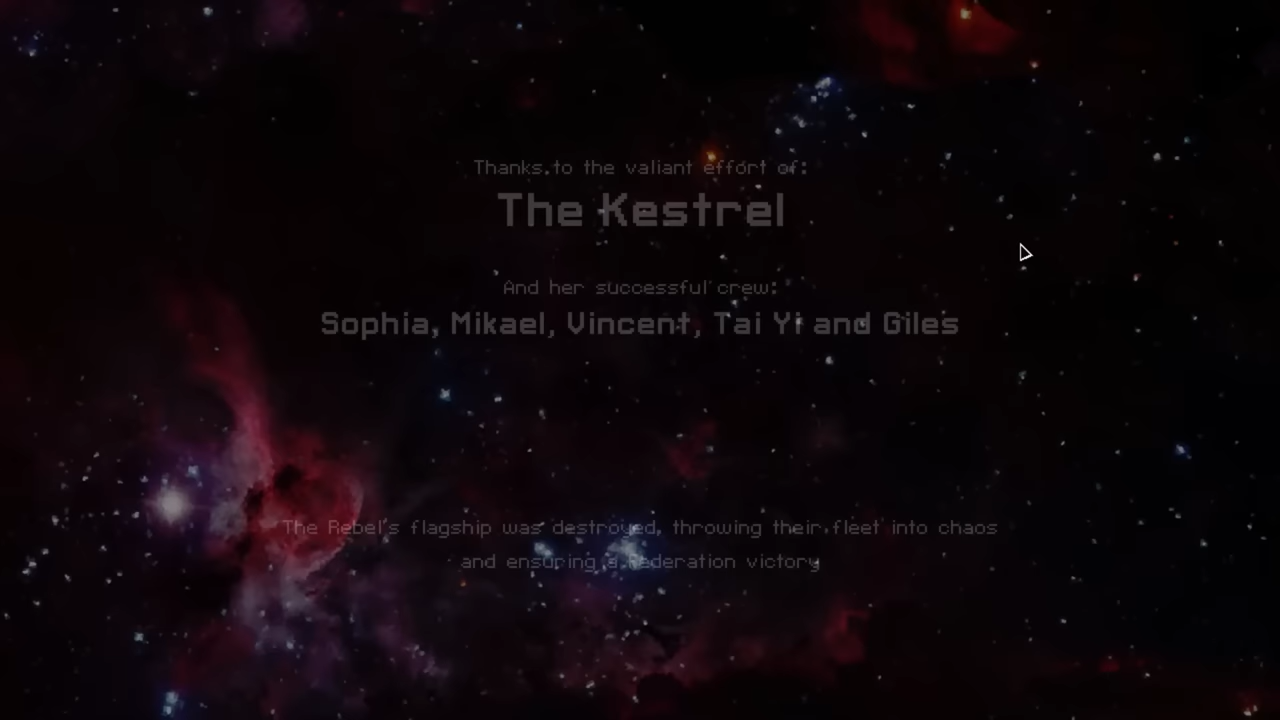 Thanks to the valiant effort of:
The Kestrel
And her successful crew:
Sophia, Mikael, Vincent, Tai Yi and Giles
The Rebel's flagship was destroyed, throwing their fleet into chaos
and ensuring a Federation victory